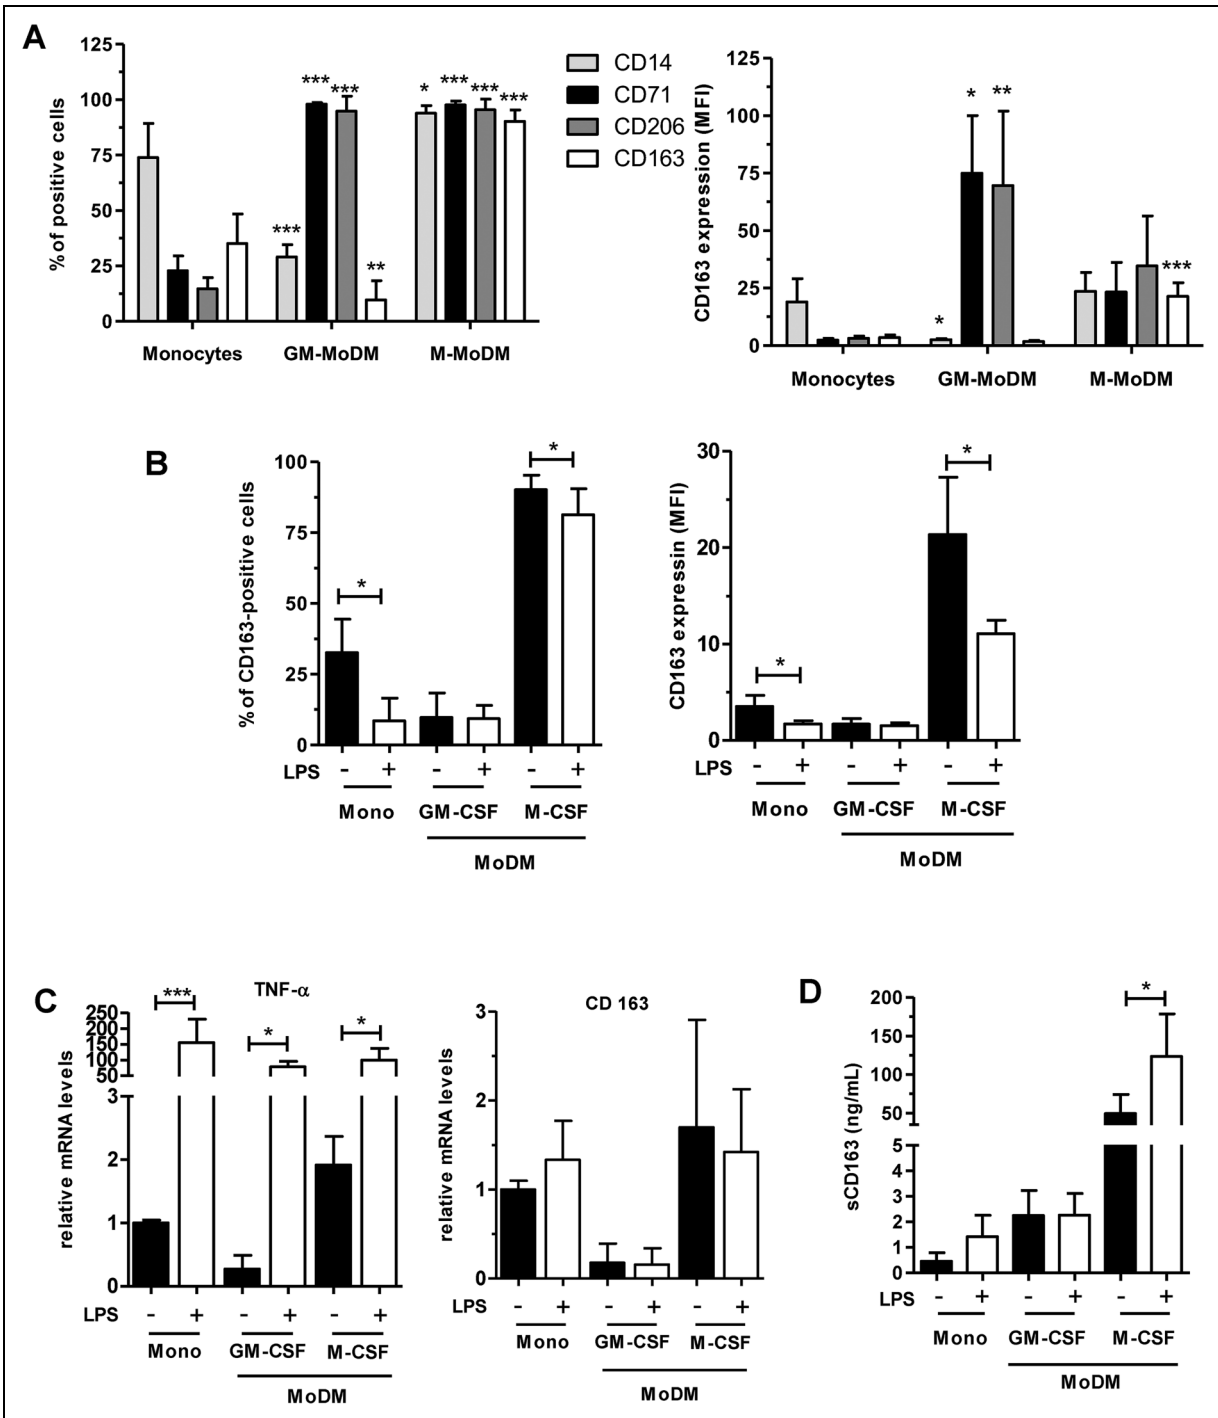 A
% of positive cells
125
100
75
50
25
0
***
***
***
**
*
***
***
***
Monocytes
GM-MoDM
M-MoDM
CD14
CD71
CD206
CD163
CD163 expression (MFI)
125
100
75
50
25
0
*
*
**
***
Monocytes
GM-MoDM
M-MoDM
B
% of CD163-positive cells
100
75
50
25
0
*
*
LPS - + - + - +
Mono GM-CSF M-CSF
MoDM
CD163 expressin (MFI)
30
20
10
0
*
*
LPS - + - + - +
Mono GM-CSF M-CSF
MoDM
C
TNF-α
relative mRNA levels
250
200
150
100
50
3
2
1
0
***
*
*
LPS - + - + - +
Mono GM-CSF M-CSF
MoDM
CD 163
relative mRNA levels
3
2
1
0
LPS - + - + - +
Mono GM-CSF M-CSF
MoDM
D
sCD163 (ng/mL)
200
150
100
50
5
4
3
2
1
0
*
LPS - + - + - +
Mono GM-CSF M-CSF
MoDM